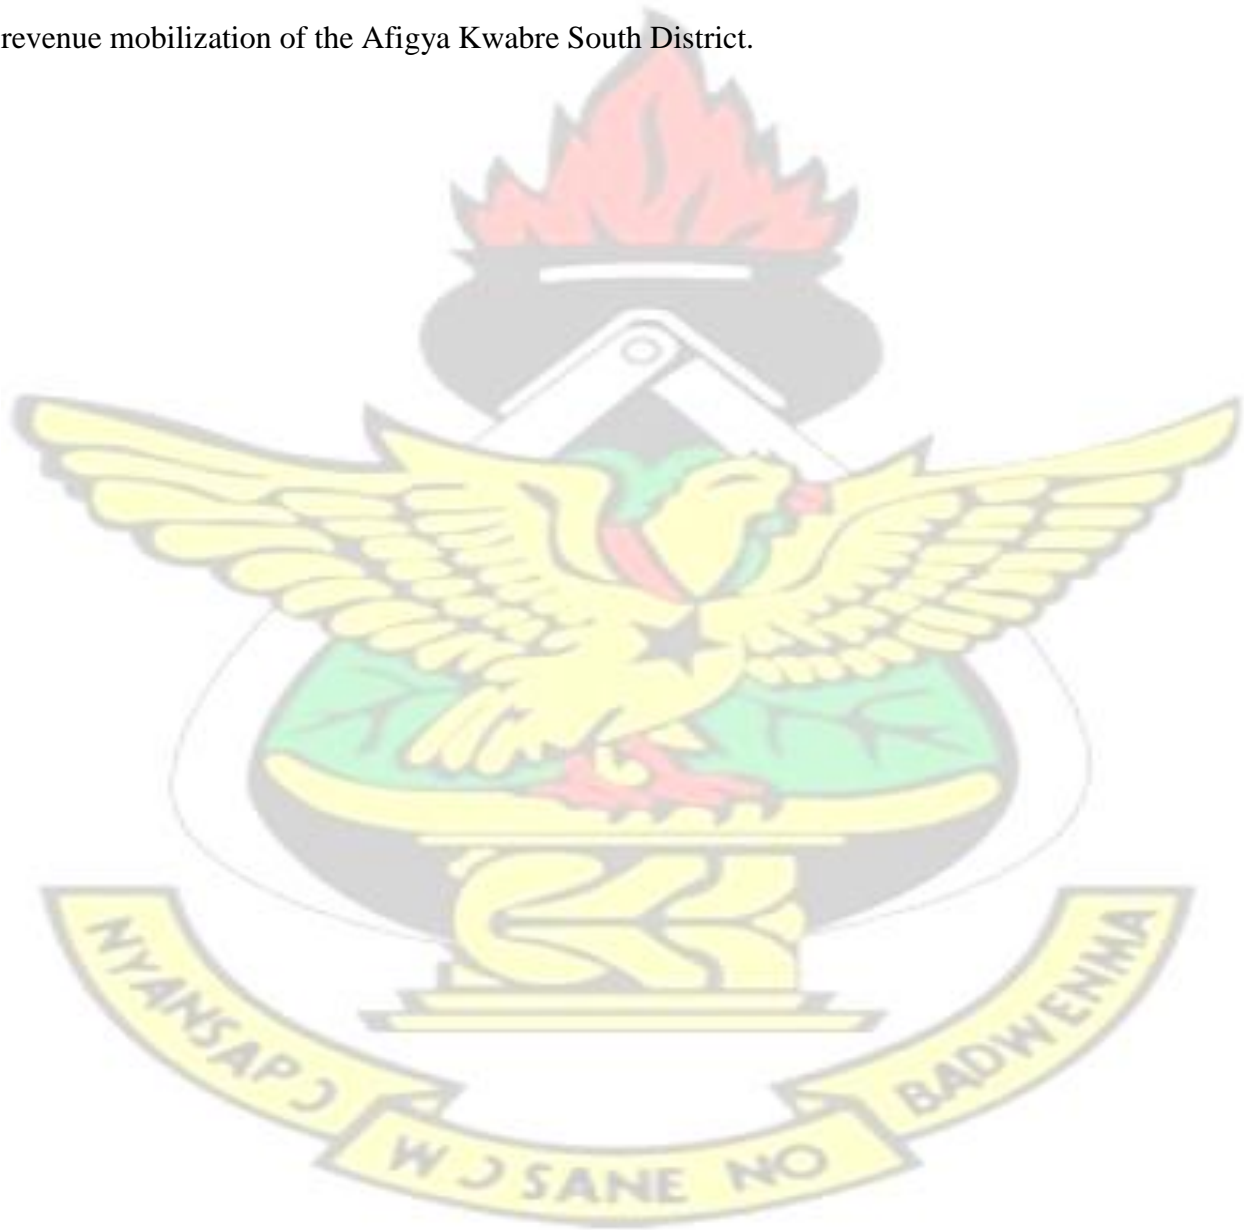 revenue mobilization of the Afigya Kwabre South District.
NYANSAPƆ
WƆSANE NO
BADWENMA